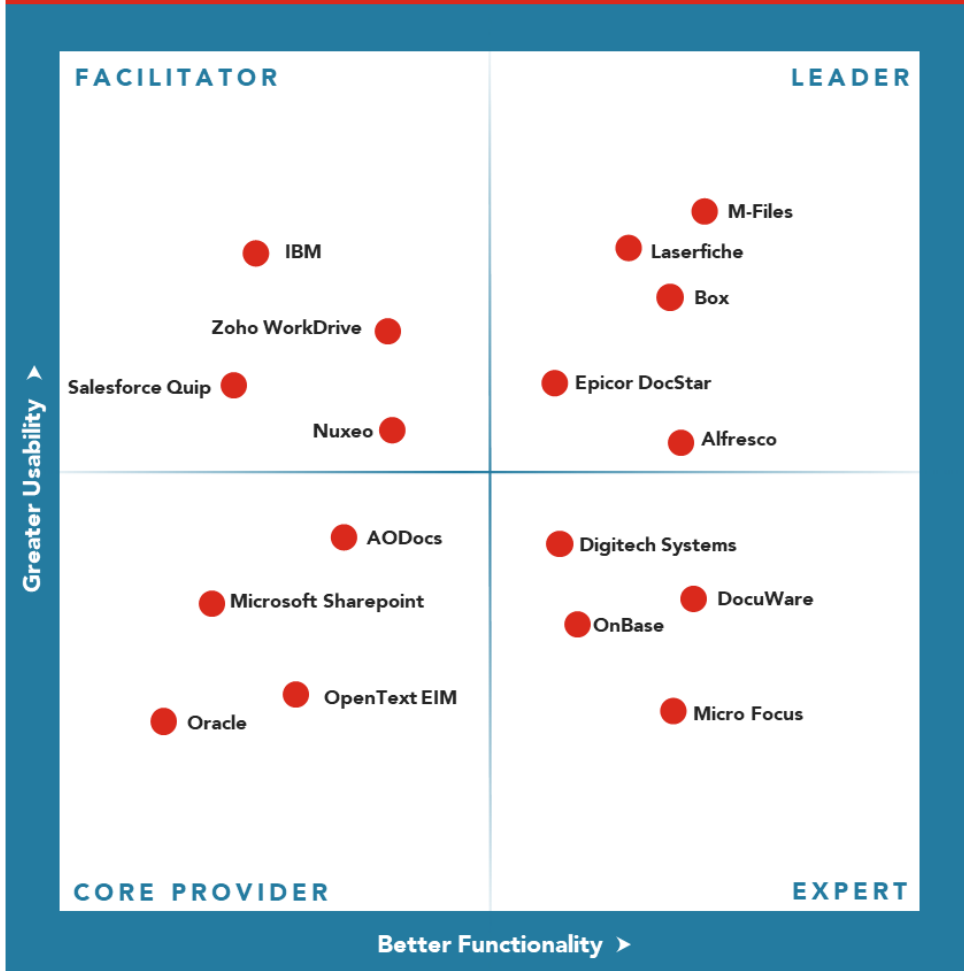 FACILITATOR
LEADER
M-Files
IBM
Laserfiche
Box
Zoho WorkDrive
Salesforce Quip
Epicor DocStar
Nuxeo
Alfresco
Greater Usability ➤
AODocs
Digitech Systems
Microsoft Sharepoint
DocuWare
OnBase
OpenText EIM
Oracle
Micro Focus
CORE PROVIDER
EXPERT
Better Functionality ➤